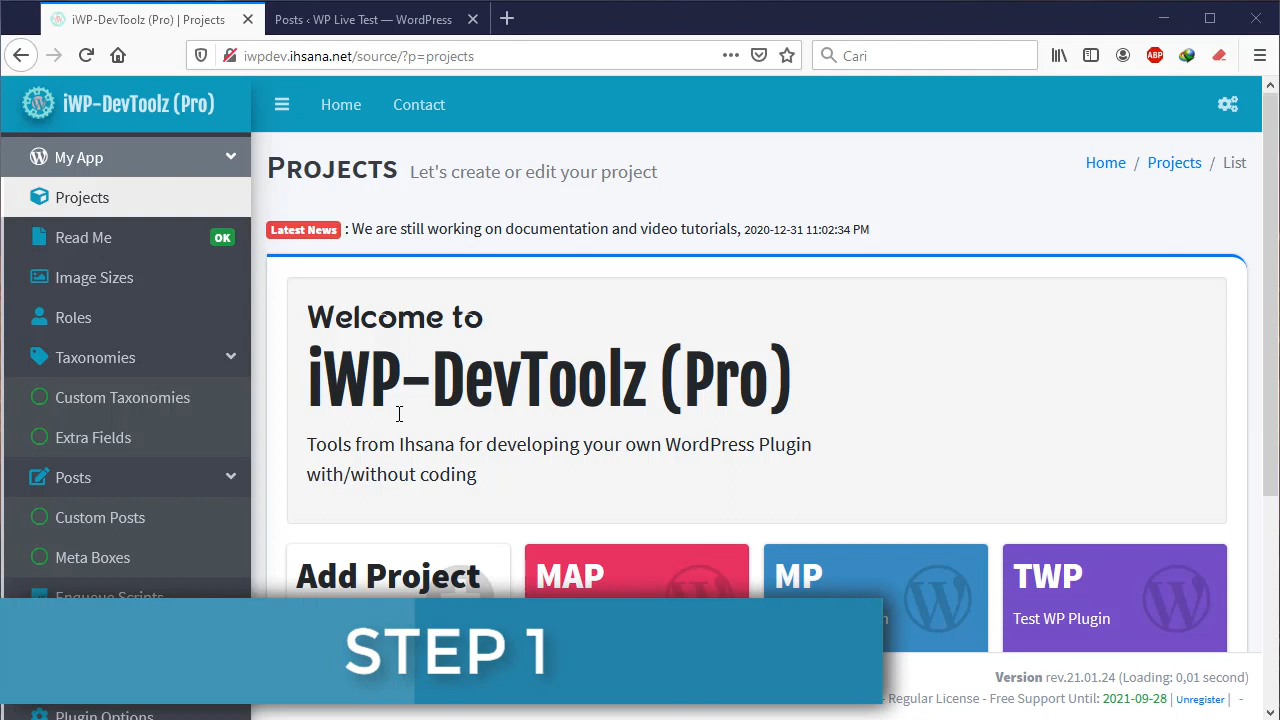 iWP-DevToolz (Pro) | Projects
Posts ‹ WP Live Test — WordPress
iwpdev.ihsana.net/source/?p=projects
Cari
ABP
iWP-DevToolz (Pro)
Home
Contact
My App
Projects
Read Me
OK
Image Sizes
Roles
Taxonomies
Custom Taxonomies
Extra Fields
Posts
Custom Posts
Meta Boxes
Enqueue Scripts
Plugin Options
Projects Let's create or edit your project
Home / Projects / List
Latest News : We are still working on documentation and video tutorials, 2020-12-31 11:02:34 PM
Welcome to
iWP-DevToolz (Pro)
Tools from Ihsana for developing your own WordPress Plugin
with/without coding
Add Project
MAP
MP
TWP
Test WP Plugin
STEP 1
Version rev.21.01.24 (Loading: 0,01 second)
- Regular License - Free Support Until: 2021-09-28 | Unregister | -